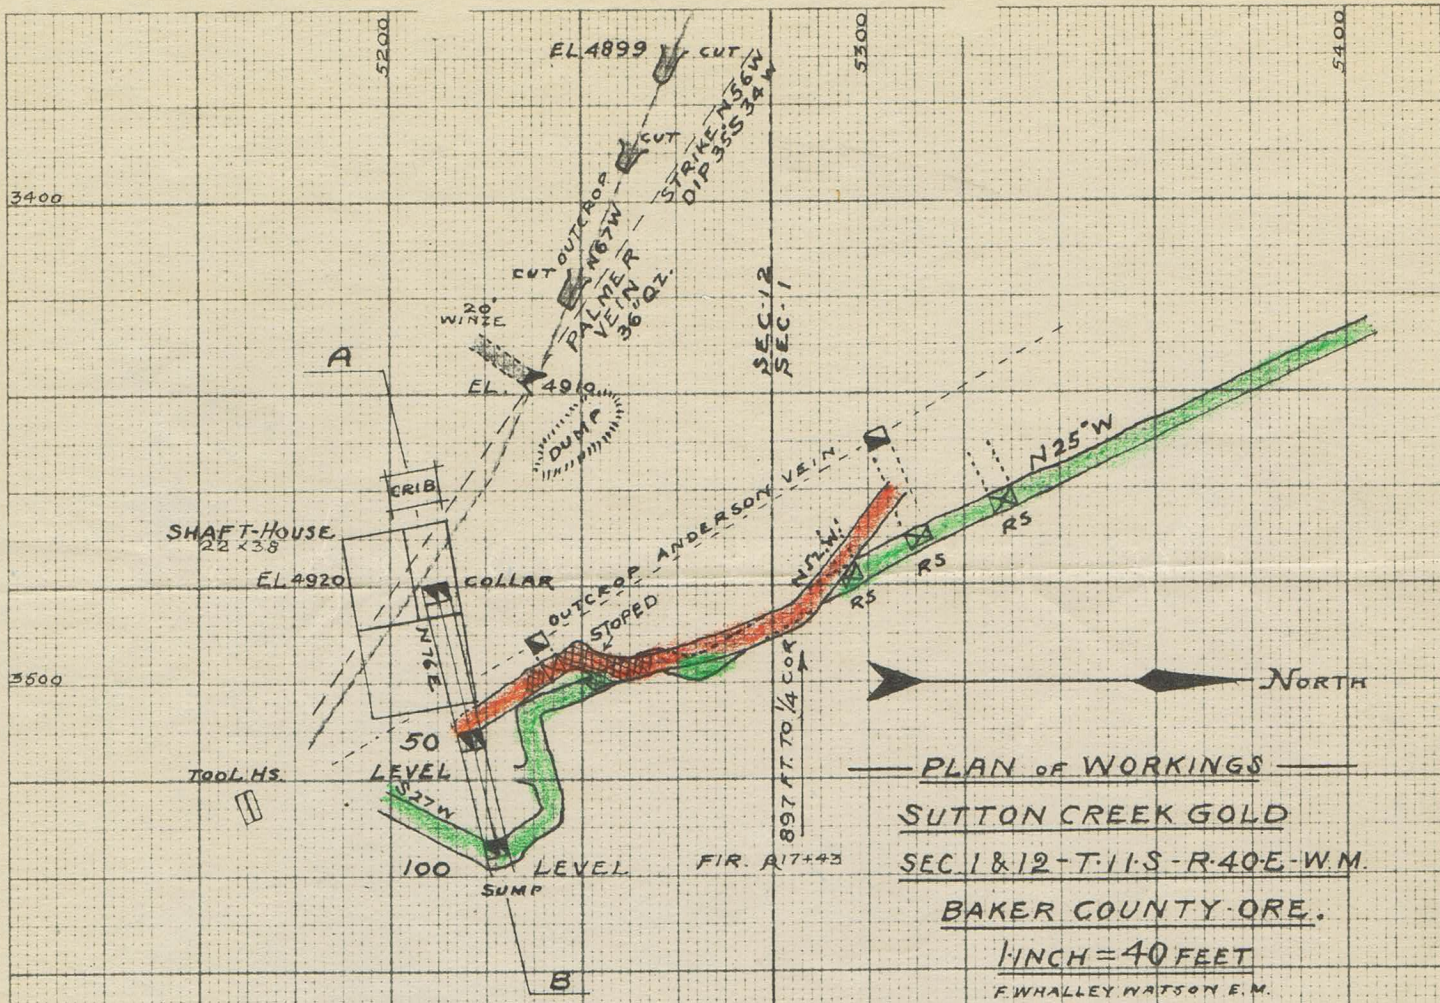 5200
5300
5400
EL 4899
CUT
CUT
STRIKE N56W
DIP 35°S 34 W
3400
OUTCROP
N67W
CUT
PALMER
VEIN
36" QZ.
20'
WINZE
SEC-12
SEC-1
A
EL. 4910
DUMP
N25°W
CRIB
ANDERSON VEIN
SHAFT-HOUSE
22 x 38
EL 4920
COLLAR
OUTCROP
STOPED
RS
RS
RS
N76E
3500
NORTH
897 FT. TO 1/4 COR
50
LEVEL
TOOL HS.
S27W
100 LEVEL
SUMP
FIR.
B
PLAN OF WORKINGS
SUTTON CREEK GOLD
SEC. 1 & 12 - T.11.S - R.40.E - W.M.
BAKER COUNTY ORE.
1 INCH = 40 FEET
F. WHALLEY WATSON E.M.